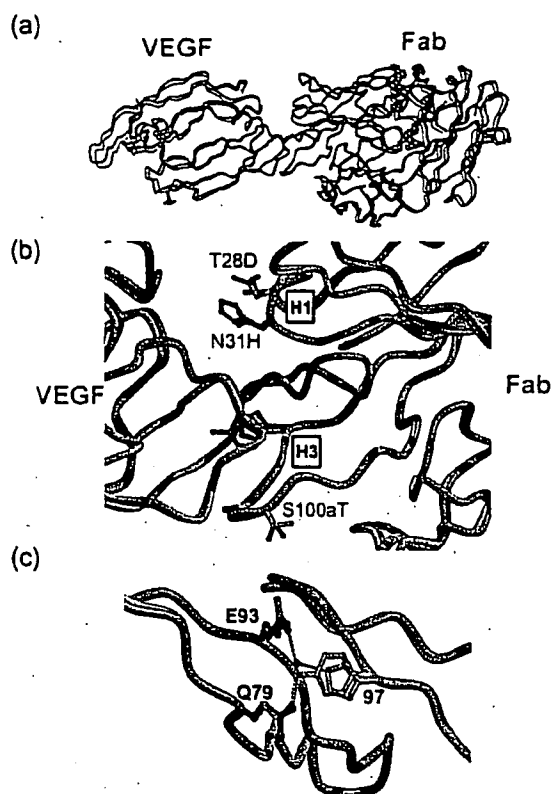 (a)
VEGF Fab
(b)
T28D
H1
N31H
VEGF
Fab
H3
S100aT
(c)
E93
Q79
97